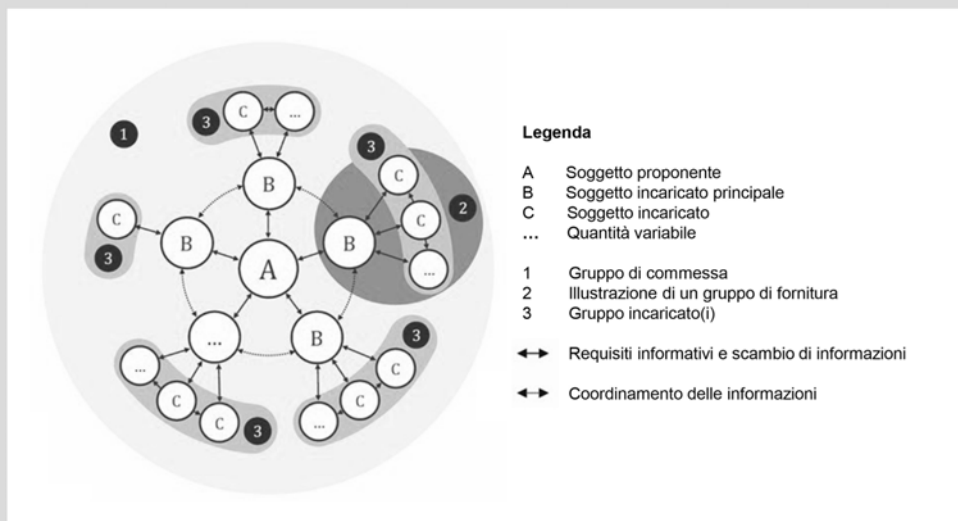 3
C
...
1
B
3
C
2
C
C
B
B
A
3
...
...
B
3
...
C
C
C
C
3
...
Legenda
A Soggetto proponente
B Soggetto incaricato principale
C Soggetto incaricato
... Quantità variabile
1 Gruppo di commessa
2 Illustrazione di un gruppo di fornitura
3 Gruppo incaricato(i)
Requisiti informativi e scambio di informazioni
Coordinamento delle informazioni